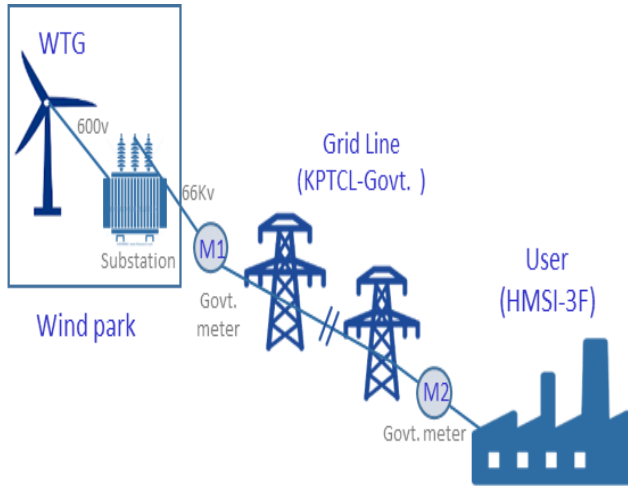 WTG
600v
66Kv
Substation
Wind park
M1
Govt.
meter
Grid Line
(KPTCL-Govt. )
M2
Govt. meter
User
(HMSI-3F)